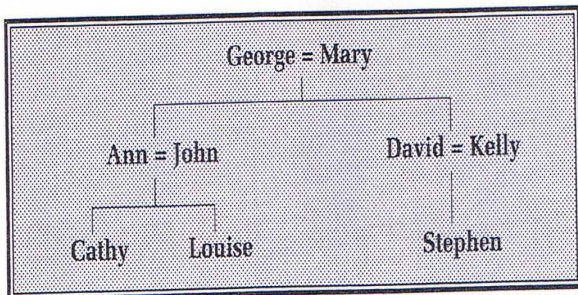 George = Mary
Ann = John David = Kelly
Cathy Louise Stephen